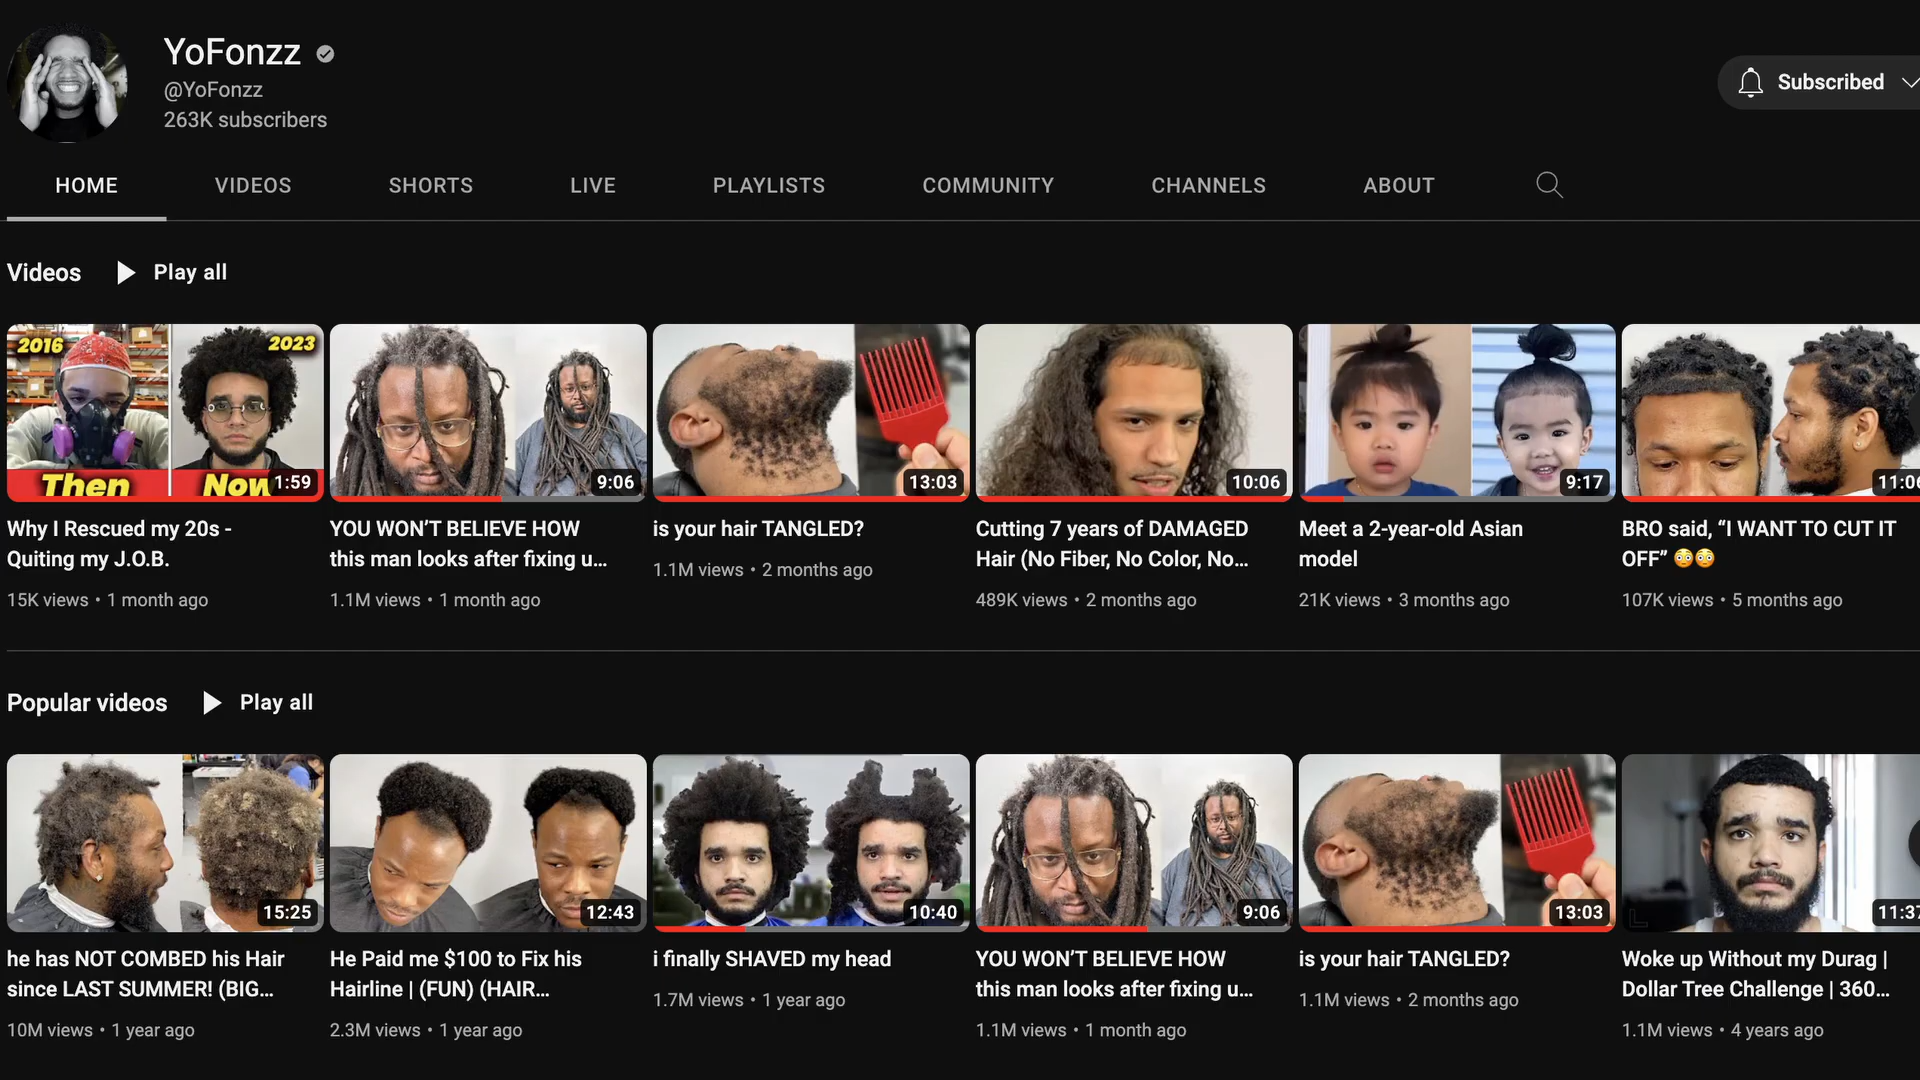 YoFonzz
@YoFonzz
263K subscribers
Subscribed
HOME VIDEOS SHORTS LIVE PLAYLISTS COMMUNITY CHANNELS ABOUT
Videos Play all
2016 2023
Then Now 1:59
9:06
13:03
10:06
9:17
11:06
Why I Rescued my 20s -
Quiting my J.O.B.
15K views • 1 month ago
YOU WON’T BELIEVE HOW
this man looks after fixing u...
1.1M views • 1 month ago
is your hair TANGLED?
1.1M views • 2 months ago
Cutting 7 years of DAMAGED
Hair (No Fiber, No Color, No...
489K views • 2 months ago
Meet a 2-year-old Asian
model
21K views • 3 months ago
BRO said, “I WANT TO CUT IT
OFF” 😳😳
107K views • 5 months ago
Popular videos Play all
15:25
12:43
10:40
9:06
13:03
11:37
he has NOT COMBED his Hair
since LAST SUMMER! (BIG...
10M views • 1 year ago
He Paid me $100 to Fix his
Hairline | (FUN) (HAIR...
2.3M views • 1 year ago
i finally SHAVED my head
1.7M views • 1 year ago
YOU WON’T BELIEVE HOW
this man looks after fixing u...
1.1M views • 1 month ago
is your hair TANGLED?
1.1M views • 2 months ago
Woke up Without my Durag |
Dollar Tree Challenge | 360...
1.1M views • 4 years ago